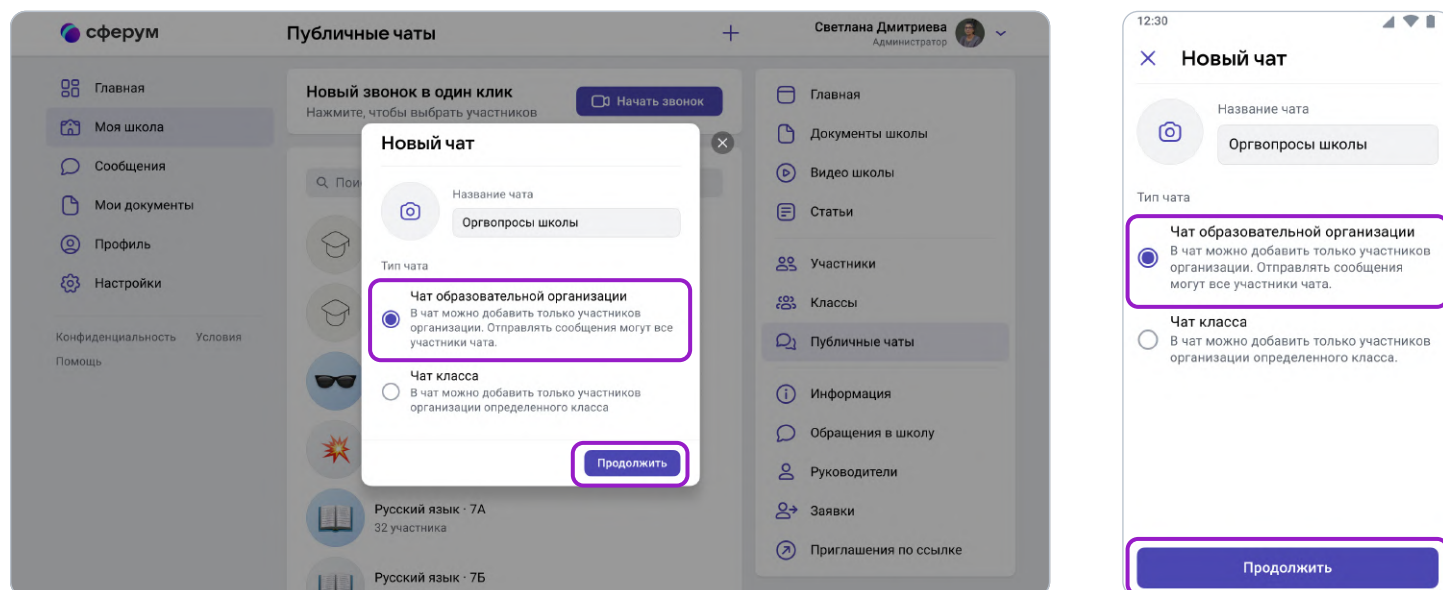 сферум
Публичные чаты
Светлана Дмитриева
Администратор
Главная
Моя школа
Сообщения
Мои документы
Профиль
Настройки
Конфиденциальность Условия
Помощь
Новый звонок в один клик
Нажмите, чтобы выбрать участников
Начать звонок
Новый чат
Название чата
Оргвопросы школы
Тип чата
Чат образовательной организации
В чат можно добавить только участников
организации. Отправлять сообщения могут все
участники чата.
Чат класса
В чат можно добавить только участников
организации определенного класса
Продолжить
Русский язык · 7А
32 участника
Русский язык · 7Б
Главная
Документы школы
Видео школы
Статьи
Участники
Классы
Публичные чаты
Информация
Обращения в школу
Руководители
Заявки
Приглашения по ссылке
12:30
Новый чат
Название чата
Оргвопросы школы
Тип чата
Чат образовательной организации
В чат можно добавить только участников
организации. Отправлять сообщения
могут все участники чата.
Чат класса
В чат можно добавить только участников
организации определенного класса.
Продолжить